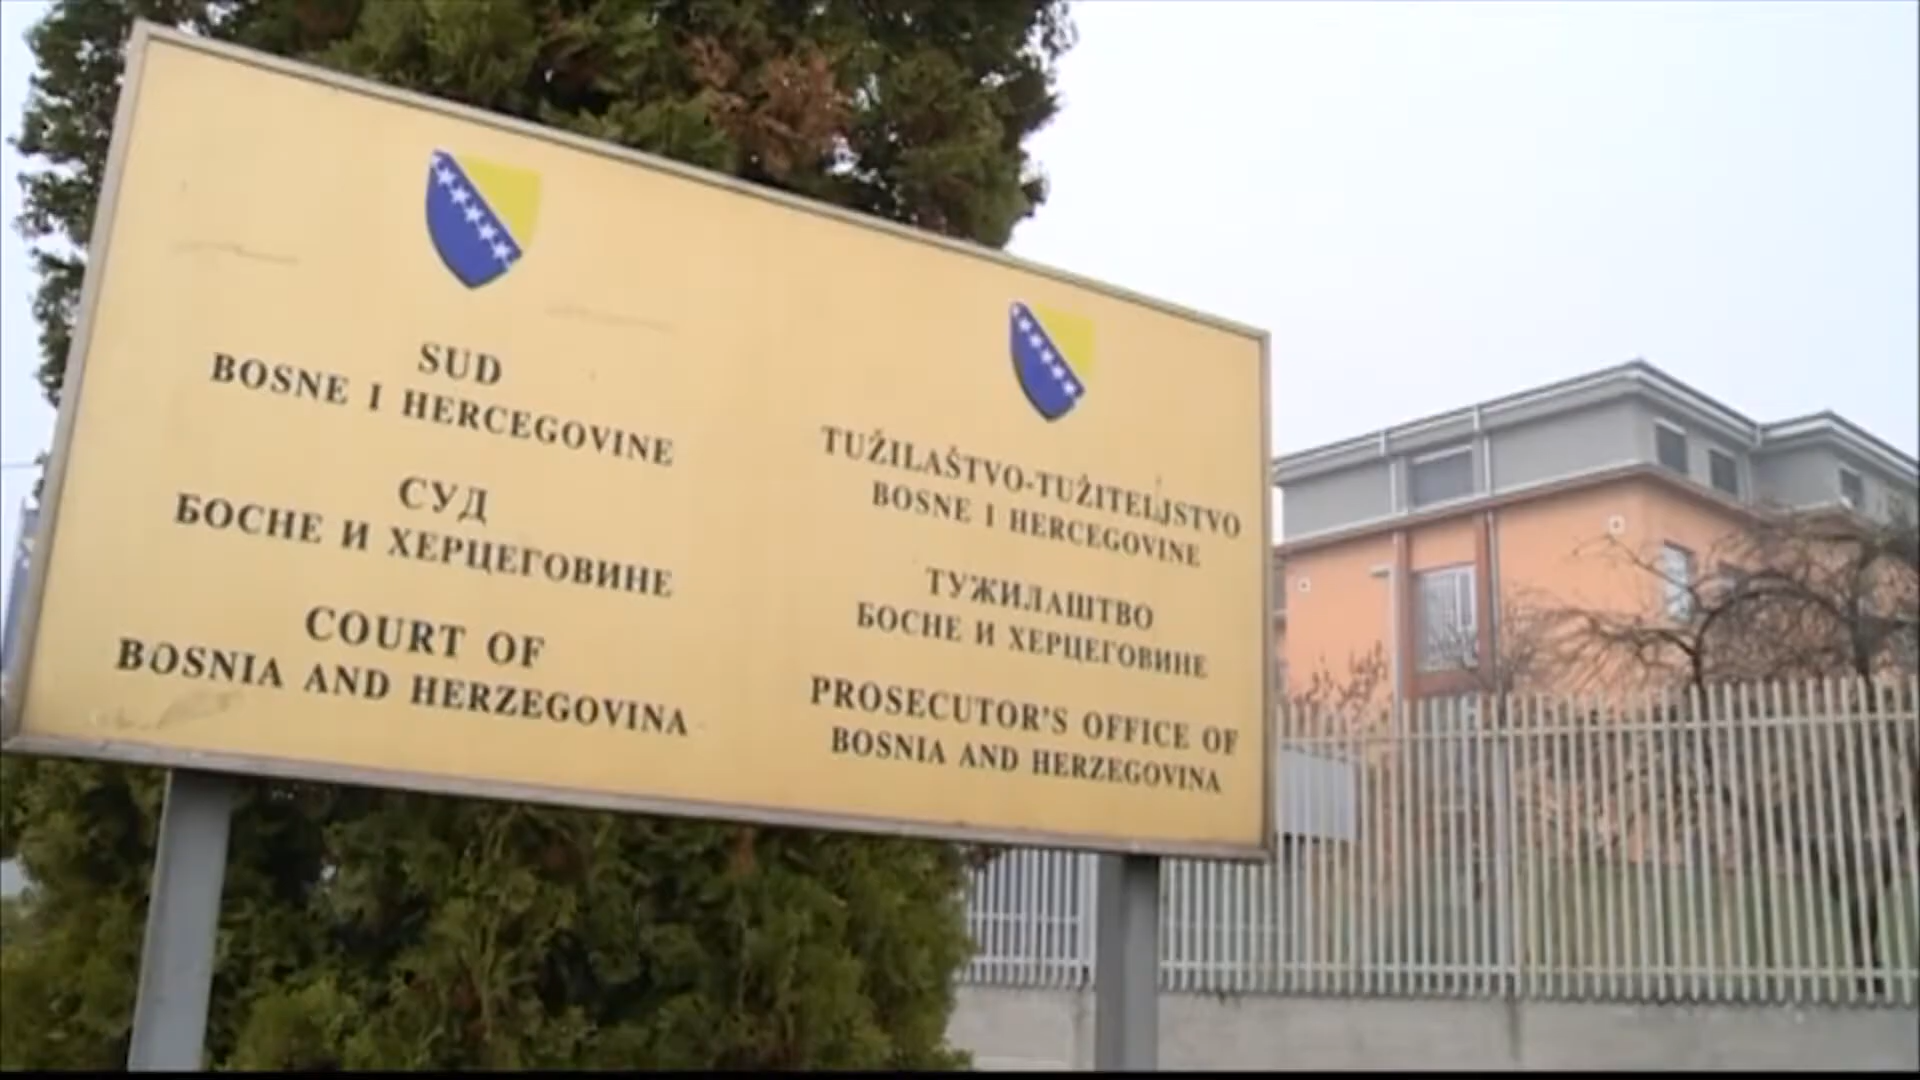 SUD
BOSNE I HERCEGOVINE
СУД
БОСНЕ И ХЕРЦЕГОВИНЕ
COURT OF
BOSNIA AND HERZEGOVINA
TUŽILAŠTVO-TUŽITELJSTVO
BOSNE I HERCEGOVINE
ТУЖИЛАШТВО
БОСНЕ И ХЕРЦЕГОВИНЕ
PROSECUTOR'S OFFICE OF
BOSNIA AND HERZEGOVINA